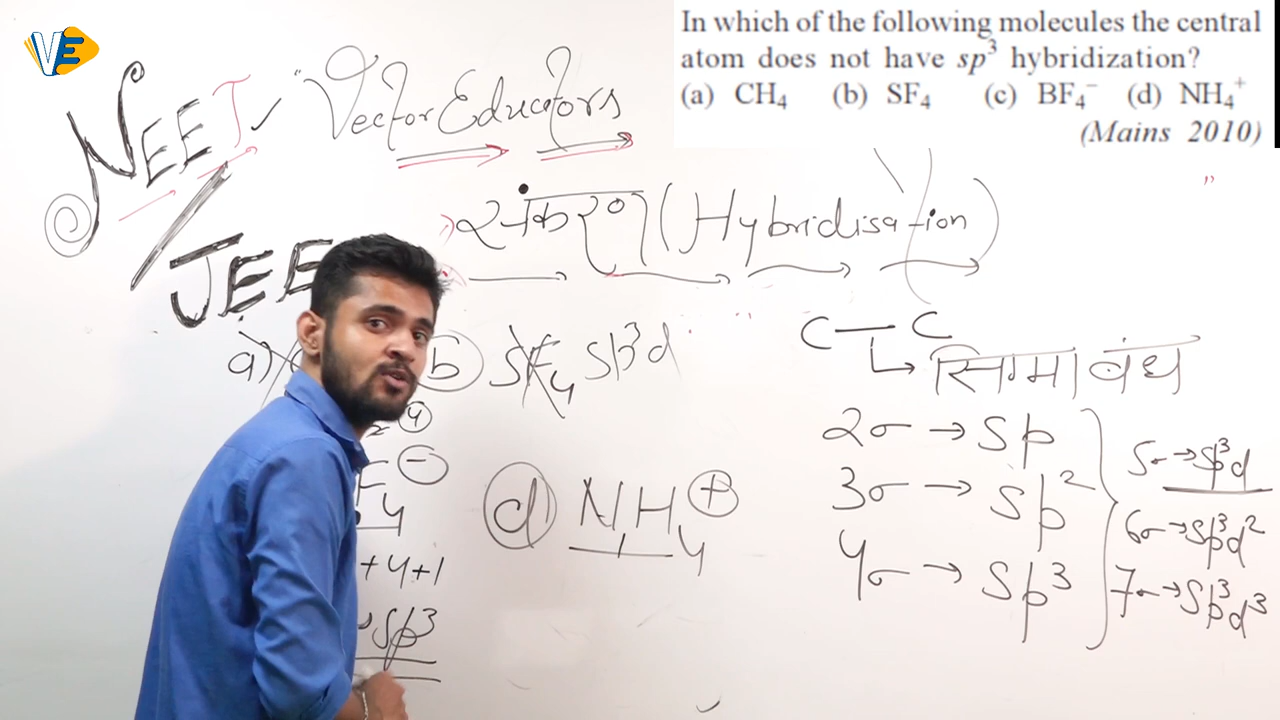 VE
In which of the following molecules the central
atom does not have sp³ hybridization?
(a) CH₄ (b) SF₄ (c) BF₄⁻ (d) NH₄⁺
(Mains 2010)
NEET / JEE
Vector Educators
संकरण (Hybridisation)
a) (b) SF₄ sp³d
F₄⁻
+4+1
sp³
(d) NH₄⁺
C—C
सिग्मा बंध
2σ → sp
3σ → sp²
4σ → sp³
5σ → sp³d
6σ → sp³d²
7σ → sp³d³